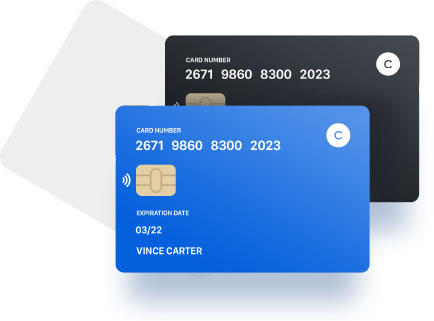 CARD NUMBER
2671 9860 8300 2023
C
CARD NUMBER
2671 9860 8300 2023
C
EXPIRATION DATE
03/22
VINCE CARTER